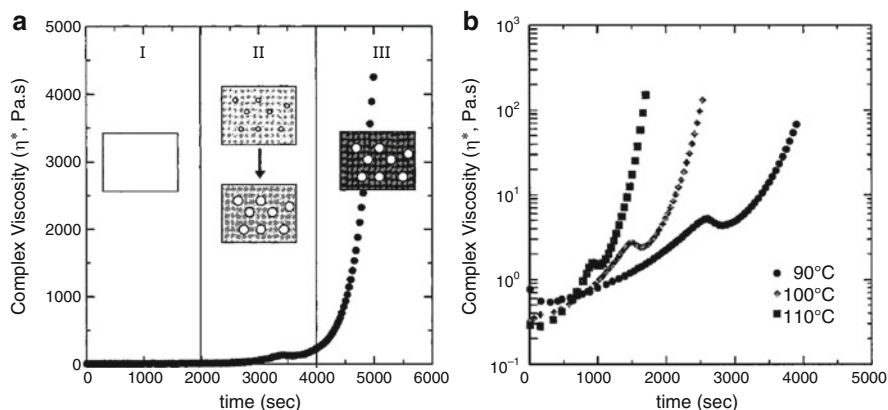 a
Complex Viscosity (η*, Pa.s)
5000
4000
3000
2000
1000
0
I
II
III
0 1000 2000 3000 4000 5000 6000
time (sec)
b
Complex Viscosity (η*, Pa.s)
10³
10²
10¹
10⁰
10⁻¹
90°C
100°C
110°C
0 1000 2000 3000 4000 5000
time (sec)